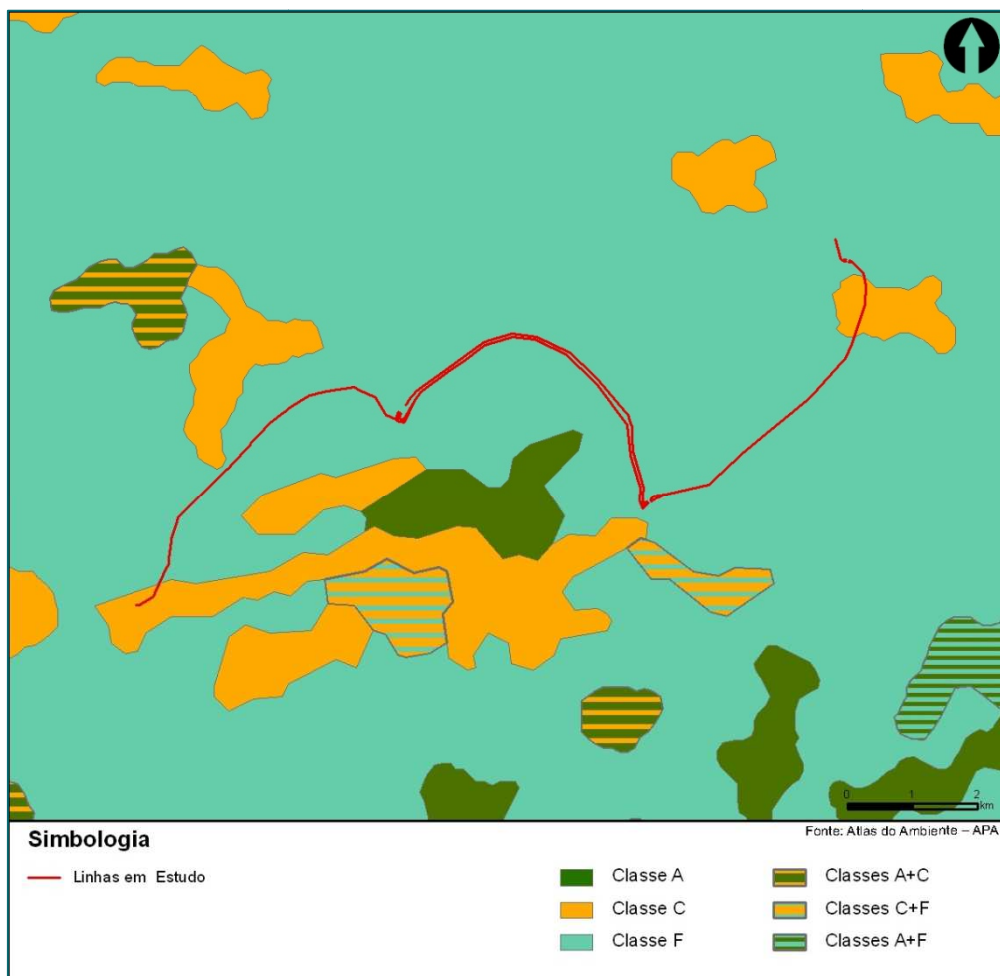 0 1 2
km
Fonte: Atlas do Ambiente – APA
Simbologia
Linhas em Estudo
Classe A
Classes A+C
Classe C
Classes C+F
Classe F
Classes A+F